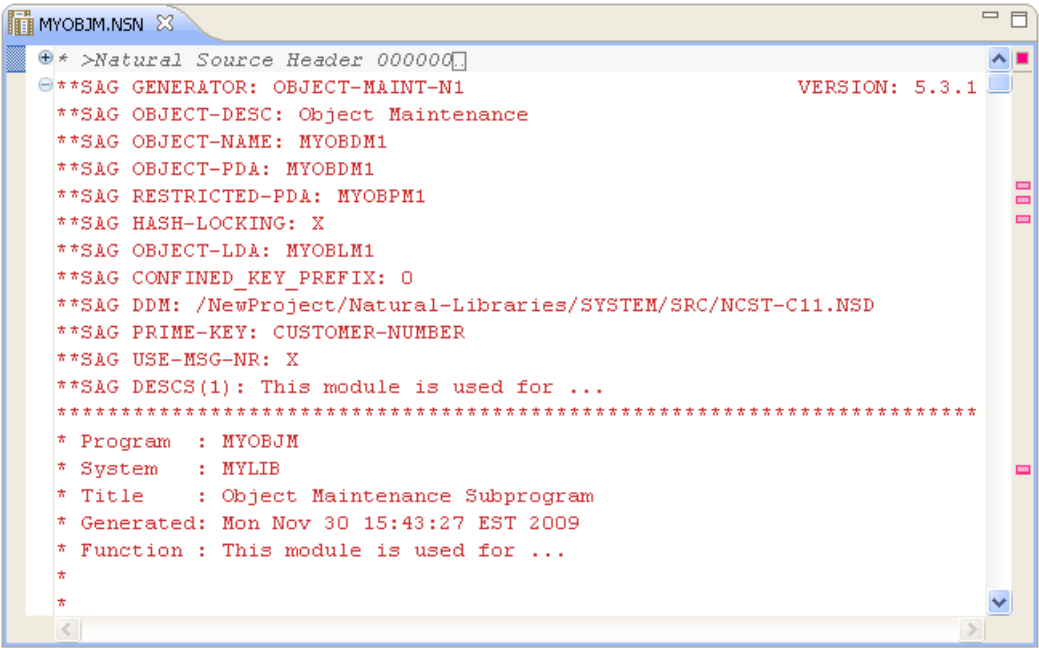 MYOBJM.NSN
* >Natural Source Header 000000
**SAG GENERATOR: OBJECT-MAINT-N1 VERSION: 5.3.1
**SAG OBJECT-DESC: Object Maintenance
**SAG OBJECT-NAME: MYOBDM1
**SAG OBJECT-PDA: MYOBDM1
**SAG RESTRICTED-PDA: MYOBPM1
**SAG HASH-LOCKING: X
**SAG OBJECT-LDA: MYOBLM1
**SAG CONFINED_KEY_PREFIX: O
**SAG DDM: /NewProject/Natural-Libraries/SYSTEM/SRC/NCST-C11.NSD
**SAG PRIME-KEY: CUSTOMER-NUMBER
**SAG USE-MSG-NR: X
**SAG DESCS(1): This module is used for ...
************************************************************************
* Program  : MYOBJM
* System   : MYLIB
* Title    : Object Maintenance Subprogram
* Generated: Mon Nov 30 15:43:27 EST 2009
* Function : This module is used for ...
*
*